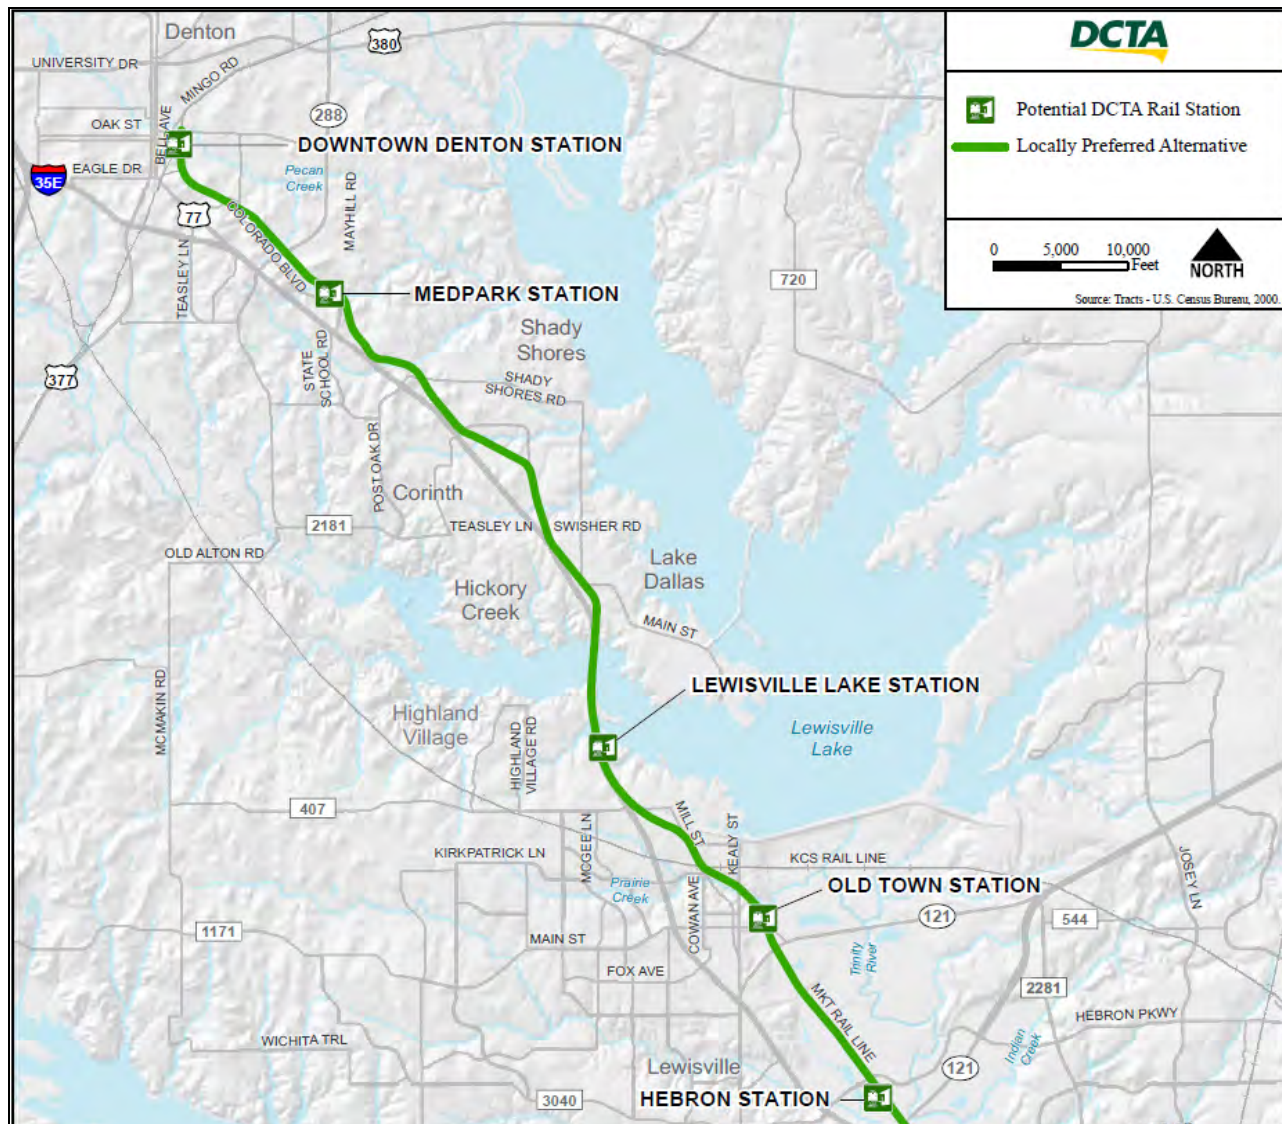 Denton
380
UNIVERSITY DR
MINGO RD
BELL AVE
OAK ST
288
DOWNTOWN DENTON STATION
EAGLE DR
35E
Pecan
Creek
MAYHILL RD
77
COLORADO BLVD
TEASLEY LN
MEDPARK STATION
720
Shady
Shores
STATE
SCHOOL RD
377
SHADY
SHORES RD
POST OAK DR
Corinth
2181
TEASLEY LN
SWISHER RD
OLD ALTON RD
Lake
Dallas
Hickory
Creek
MAIN ST
MCMAKIN RD
LEWISVILLE LAKE STATION
Highland
Village
HIGHLAND
VILLAGE RD
Lewisville
Lake
407
MCGEE LN
MILL ST
KEALY ST
KIRKPATRICK LN
KCS RAIL LINE
JOSEY LN
Prairie
Creek
COWAN AVE
OLD TOWN STATION
121
544
1171
MAIN ST
FOX AVE
Trinity
River
2281
MKT RAIL LINE
HEBRON PKWY
WICHITA TRL
Indian
Creek
Lewisville
121
HEBRON STATION
3040
DCTA
Potential DCTA Rail Station
Locally Preferred Alternative
0 5,000 10,000
Feet
NORTH
Source: Tracts - U.S. Census Bureau, 2000.